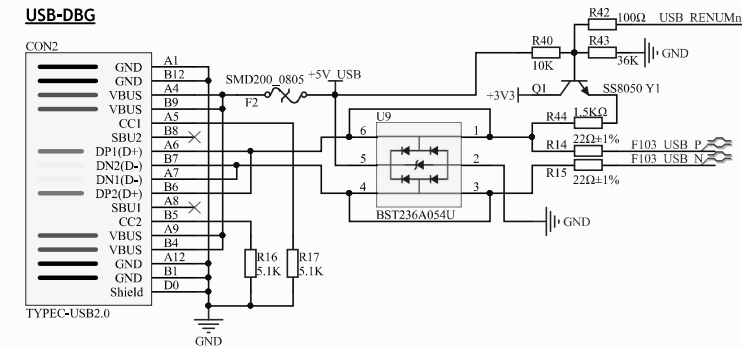 USB-DBG
CON2
GND A1
GND B12
VBUS A4
VBUS B9
CC1 A5
SBU2 B8
DP1(D+) A6
DN2(D-) B7
DN1(D-) A7
DP2(D+) B6
SBU1 A8
CC2 B5
VBUS A9
VBUS B4
GND A12
GND B1
Shield D0
TYPEC-USB2.0
SMD200_0805
F2
+5V_USB
R16
5.1K
R17
5.1K
GND
U9
6 1
5 2
4 3
BST236A054U
GND
R42
100Ω
USB_RENUMn
R40
10K
R43
36K
GND
+3V3
Q1
SS8050 Y1
R44 1.5KΩ
R14 22Ω±1%
F103_USB_P
F103_USB_N
R15 22Ω±1%